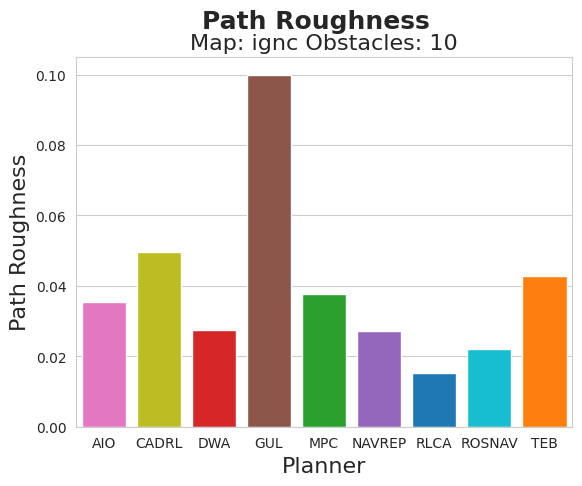 Path Roughness
Map: ignc Obstacles: 10
Path Roughness
0.10
0.08
0.06
0.04
0.02
0.00
AIO CADRL DWA GUL MPC NAVREP RLCA ROSNAV TEB
Planner